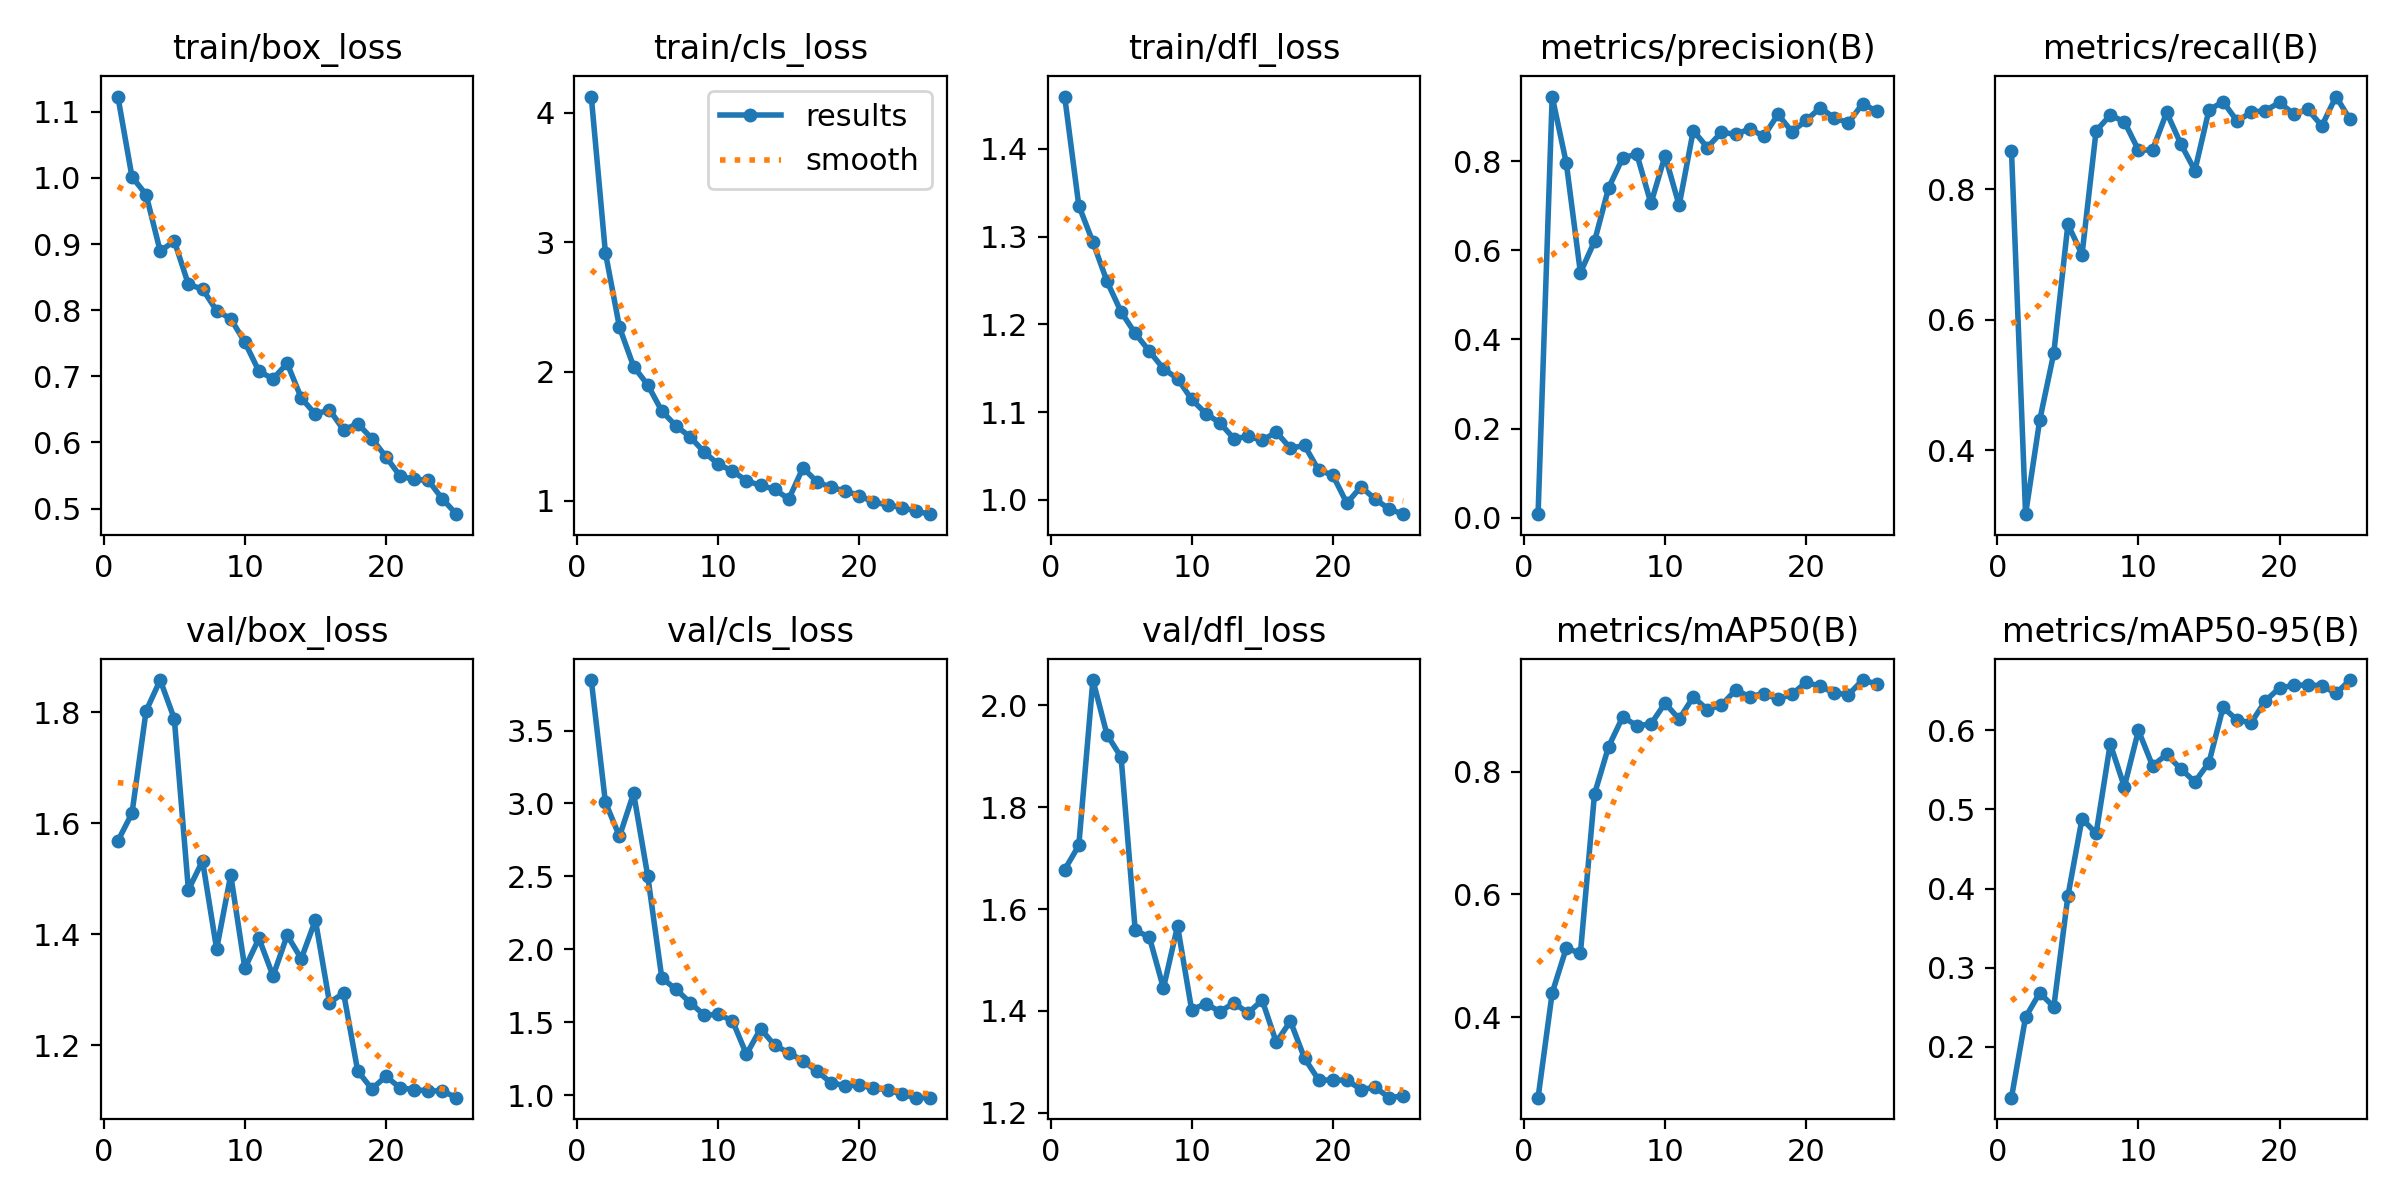 train/box_loss
1.1
1.0
0.9
0.8
0.7
0.6
0.5
0 10 20
train/cls_loss
results
smooth
4
3
2
1
0 10 20
train/dfl_loss
1.4
1.3
1.2
1.1
1.0
0 10 20
metrics/precision(B)
0.8
0.6
0.4
0.2
0.0
0 10 20
metrics/recall(B)
0.8
0.6
0.4
0 10 20
val/box_loss
1.8
1.6
1.4
1.2
0 10 20
val/cls_loss
3.5
3.0
2.5
2.0
1.5
1.0
0 10 20
val/dfl_loss
2.0
1.8
1.6
1.4
1.2
0 10 20
metrics/mAP50(B)
0.8
0.6
0.4
0 10 20
metrics/mAP50-95(B)
0.6
0.5
0.4
0.3
0.2
0 10 20